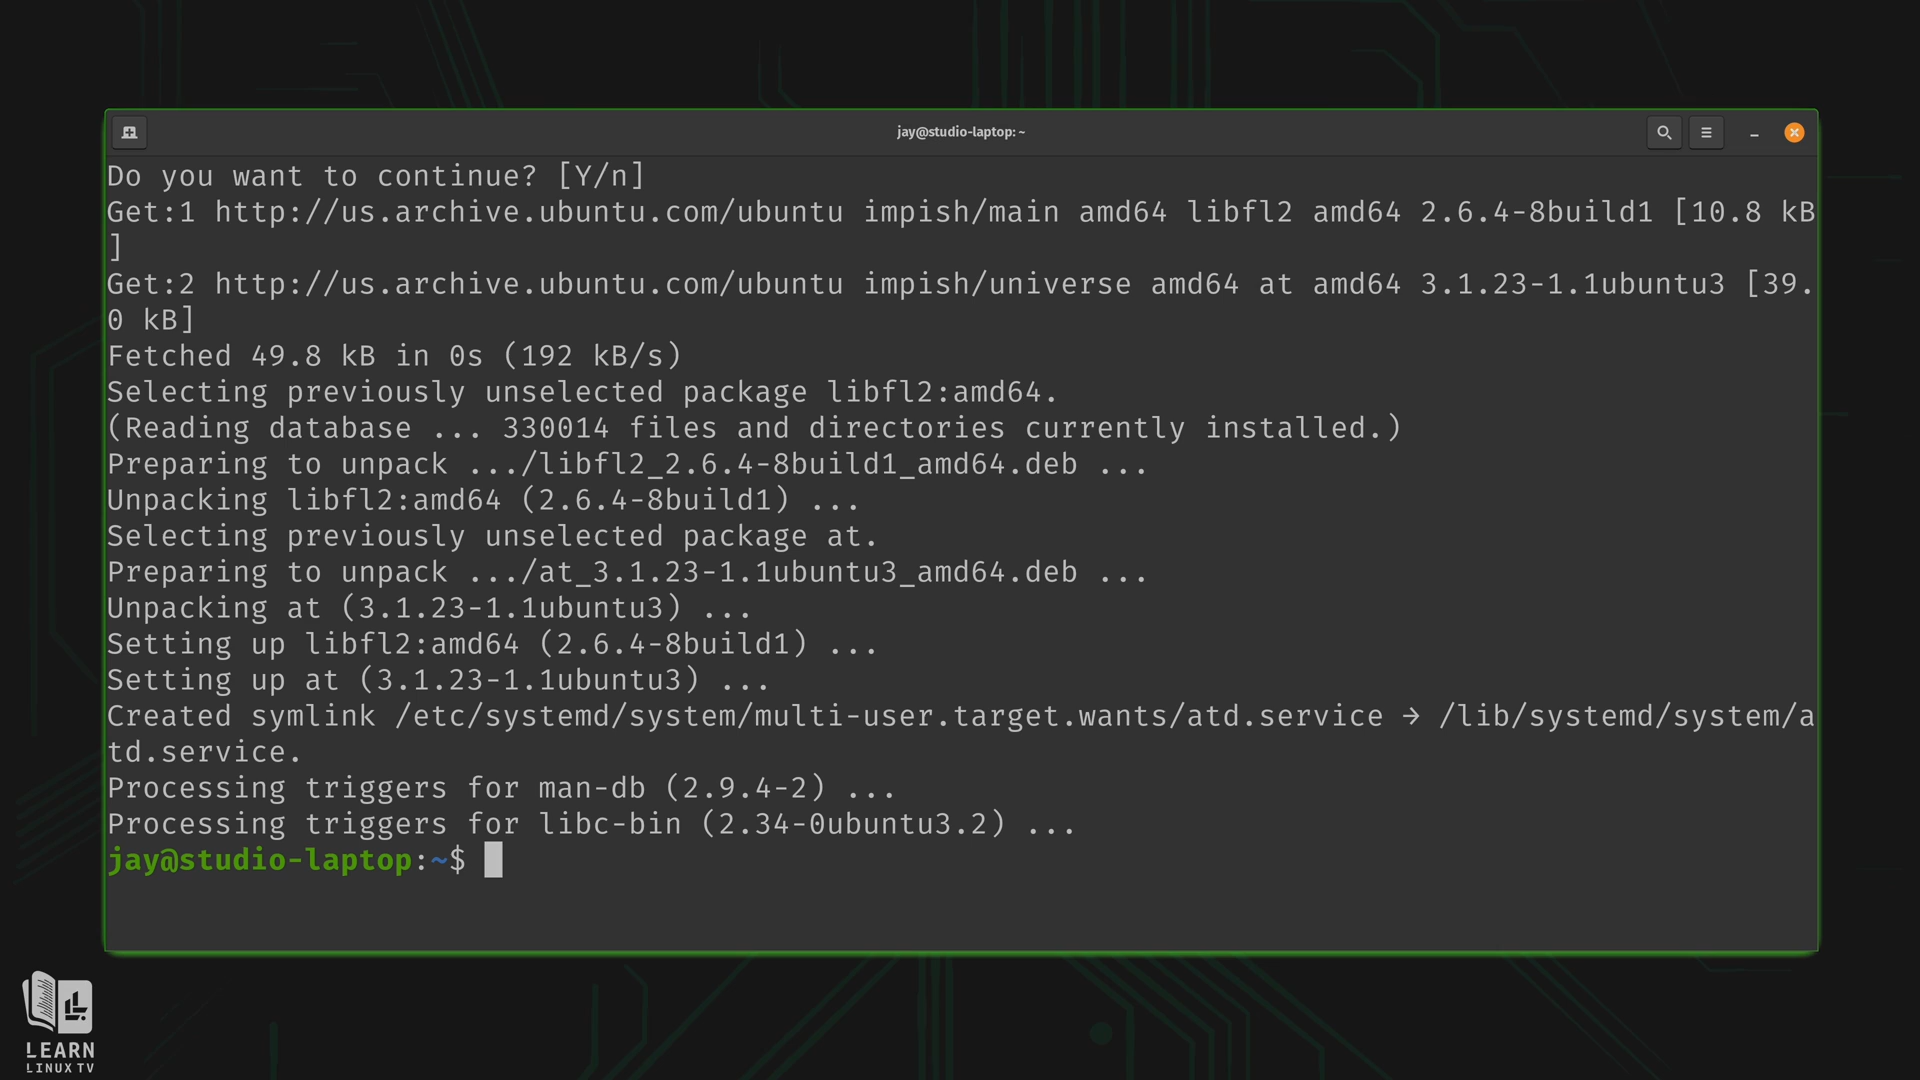 jay@studio-laptop: ~
Do you want to continue? [Y/n]
Get:1 http://us.archive.ubuntu.com/ubuntu impish/main amd64 libfl2 amd64 2.6.4-8build1 [10.8 kB
]
Get:2 http://us.archive.ubuntu.com/ubuntu impish/universe amd64 at amd64 3.1.23-1.1ubuntu3 [39.
0 kB]
Fetched 49.8 kB in 0s (192 kB/s)
Selecting previously unselected package libfl2:amd64.
(Reading database ... 330014 files and directories currently installed.)
Preparing to unpack .../libfl2_2.6.4-8build1_amd64.deb ...
Unpacking libfl2:amd64 (2.6.4-8build1) ...
Selecting previously unselected package at.
Preparing to unpack .../at_3.1.23-1.1ubuntu3_amd64.deb ...
Unpacking at (3.1.23-1.1ubuntu3) ...
Setting up libfl2:amd64 (2.6.4-8build1) ...
Setting up at (3.1.23-1.1ubuntu3) ...
Created symlink /etc/systemd/system/multi-user.target.wants/atd.service → /lib/systemd/system/a
td.service.
Processing triggers for man-db (2.9.4-2) ...
Processing triggers for libc-bin (2.34-0ubuntu3.2) ...
jay@studio-laptop:~$
LEARN
LINUX TV